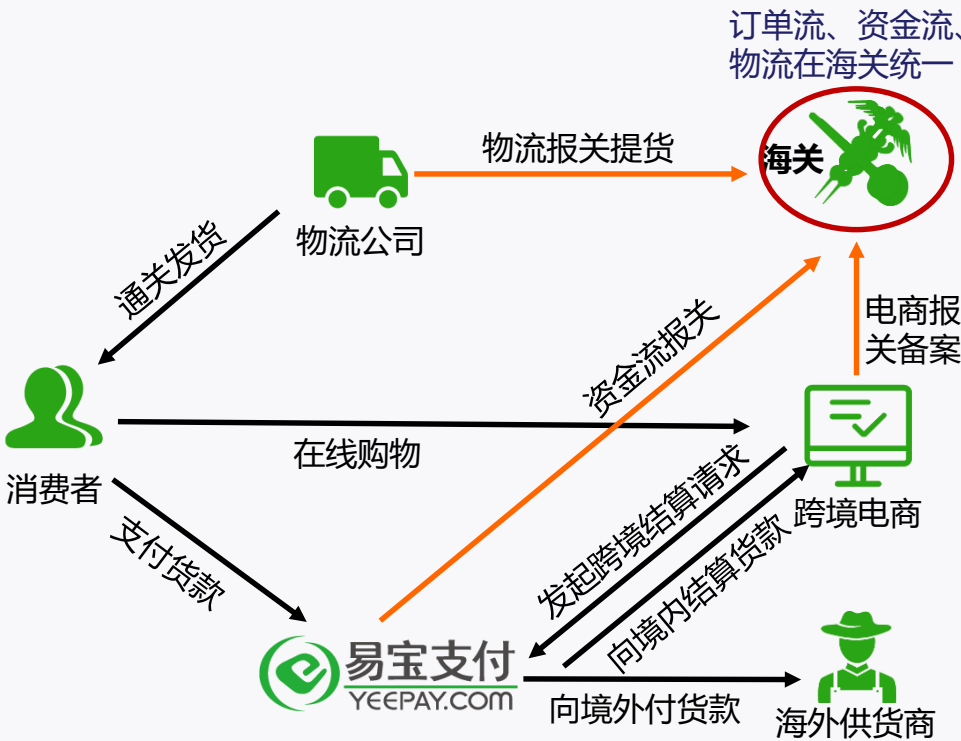 订单流、资金流、
物流在海关统一
物流报关提货
海关
物流公司
通关发货
资金流报关
电商报
关备案
在线购物
消费者
发起跨境结算请求
跨境电商
支付货款
向境内结算货款
易宝支付
YEEPAY.COM
向境外付货款
海外供货商